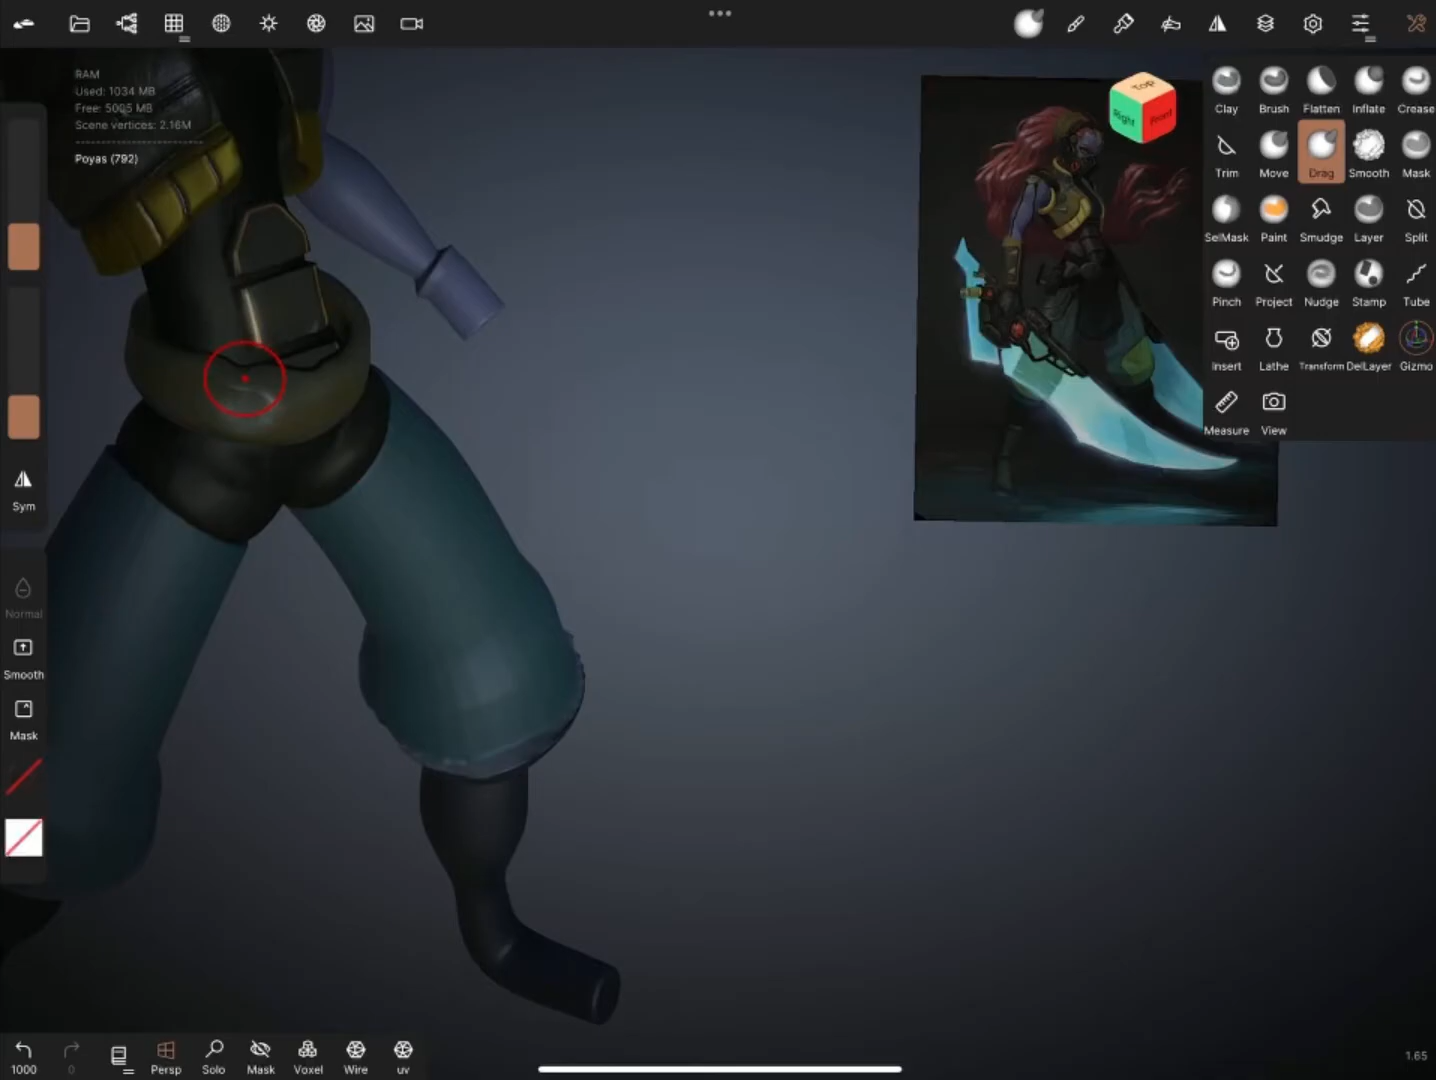 RAM
Used: 1034 MB
Free: 5005 MB
Scene vertices: 2.16M
Poyas (792)
Top
Right
Front
Clay
Brush
Flatten
Inflate
Crease
Trim
Move
Drag
Smooth
Mask
SelMask
Paint
Smudge
Layer
Split
Pinch
Project
Nudge
Stamp
Tube
Insert
Lathe
Transform
DelLayer
Gizmo
Measure
View
Sym
Normal
Smooth
Mask
1000
0
Persp
Solo
Mask
Voxel
Wire
uv
1.65